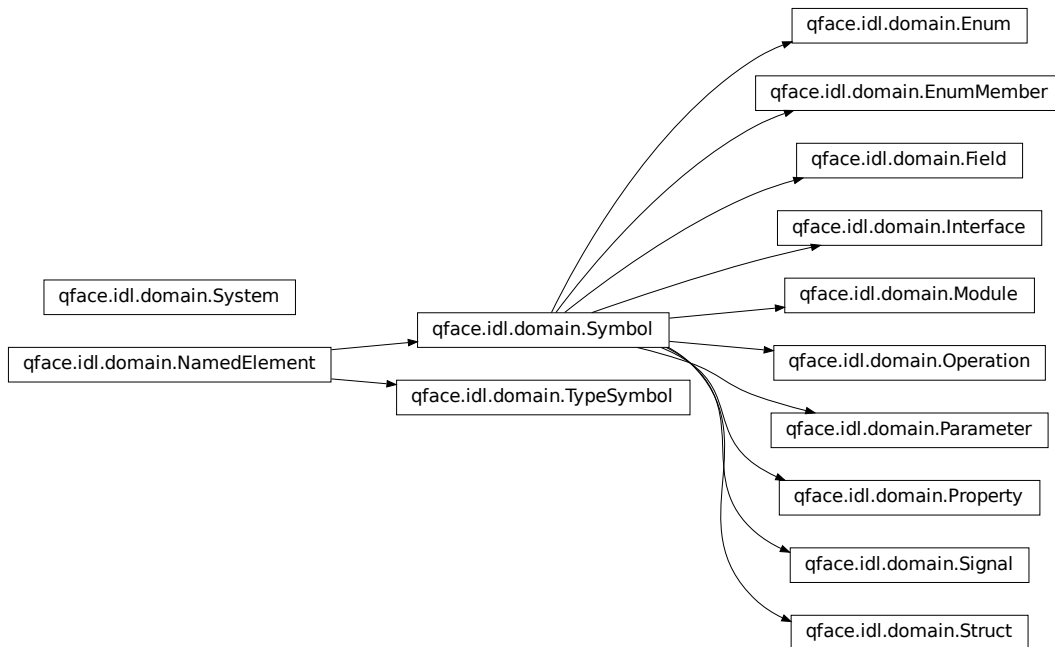 qface.idl.domain.Enum
qface.idl.domain.EnumMember
qface.idl.domain.Field
qface.idl.domain.Interface
qface.idl.domain.System
qface.idl.domain.Module
qface.idl.domain.Symbol
qface.idl.domain.NamedElement
qface.idl.domain.Operation
qface.idl.domain.TypeSymbol
qface.idl.domain.Parameter
qface.idl.domain.Property
qface.idl.domain.Signal
qface.idl.domain.Struct